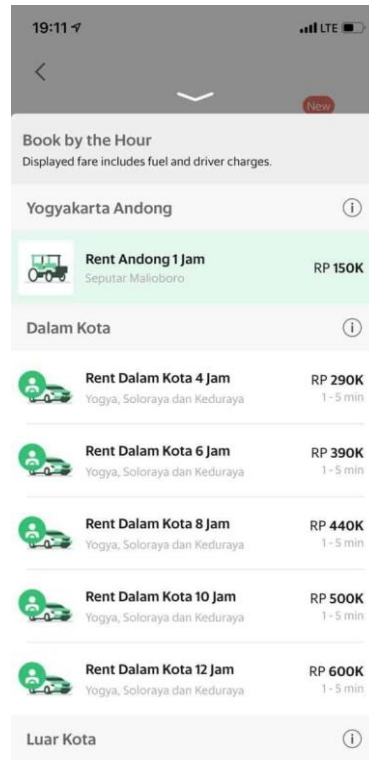 19:11
LTE
New
Book by the Hour
Displayed fare includes fuel and driver charges.
Yogyakarta Andong
Rent Andong 1 Jam
RP 150K
Seputar Malioboro
Dalam Kota
Rent Dalam Kota 4 Jam
RP 290K
Yogya, Soloraya dan Keduraya
1 - 5 min
Rent Dalam Kota 6 Jam
RP 390K
Yogya, Soloraya dan Keduraya
1 - 5 min
Rent Dalam Kota 8 Jam
RP 440K
Yogya, Soloraya dan Keduraya
1 - 5 min
Rent Dalam Kota 10 Jam
RP 500K
Yogya, Soloraya dan Keduraya
1 - 5 min
Rent Dalam Kota 12 Jam
RP 600K
Yogya, Soloraya dan Keduraya
1 - 5 min
Luar Kota